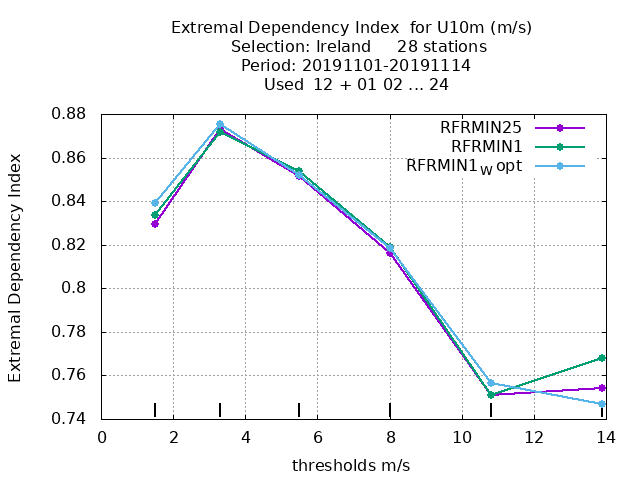 Extremal Dependency Index  for U10m (m/s)
Selection: Ireland     28 stations
Period: 20191101-20191114
Used  12 + 01 02 ... 24
RFRMIN25
RFRMIN1
RFRMIN1W opt
Extremal Dependency Index
0.88
0.86
0.84
0.82
0.8
0.78
0.76
0.74
0 2 4 6 8 10 12 14
thresholds m/s